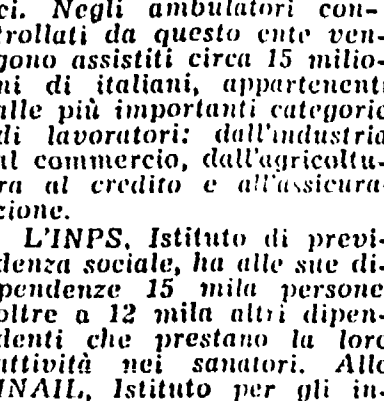 ci. Negli ambulatori con-
trollati da questo ente ven-
gono assistiti circa 15 milio-
ni di italiani, appartenenti
alle più importanti categorie
di lavoratori: dall'industria
al commercio, dall'agricoltu-
ra al credito e all'assicura-
zione.
L'INPS, Istituto di previ-
denza sociale, ha alle sue di-
pendenze 15 mila persone
oltre a 12 mila altri dipen-
denti che prestano la loro
attività nei sanatori. Alle
INAIL, Istituto per gli in-